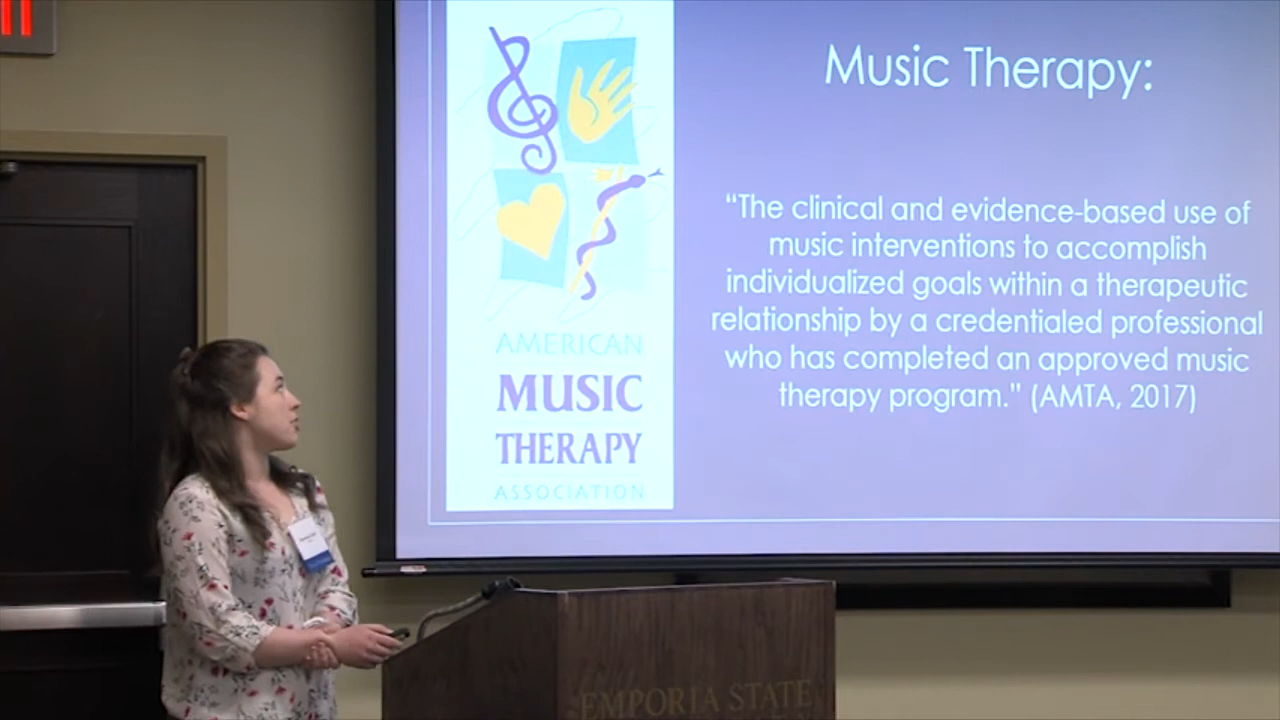 Music Therapy:
“The clinical and evidence-based use of
music interventions to accomplish
individualized goals within a therapeutic
relationship by a credentialed professional
who has completed an approved music
therapy program.” (AMTA, 2017)
AMERICAN
MUSIC
THERAPY
ASSOCIATION
EMPORIA STATE